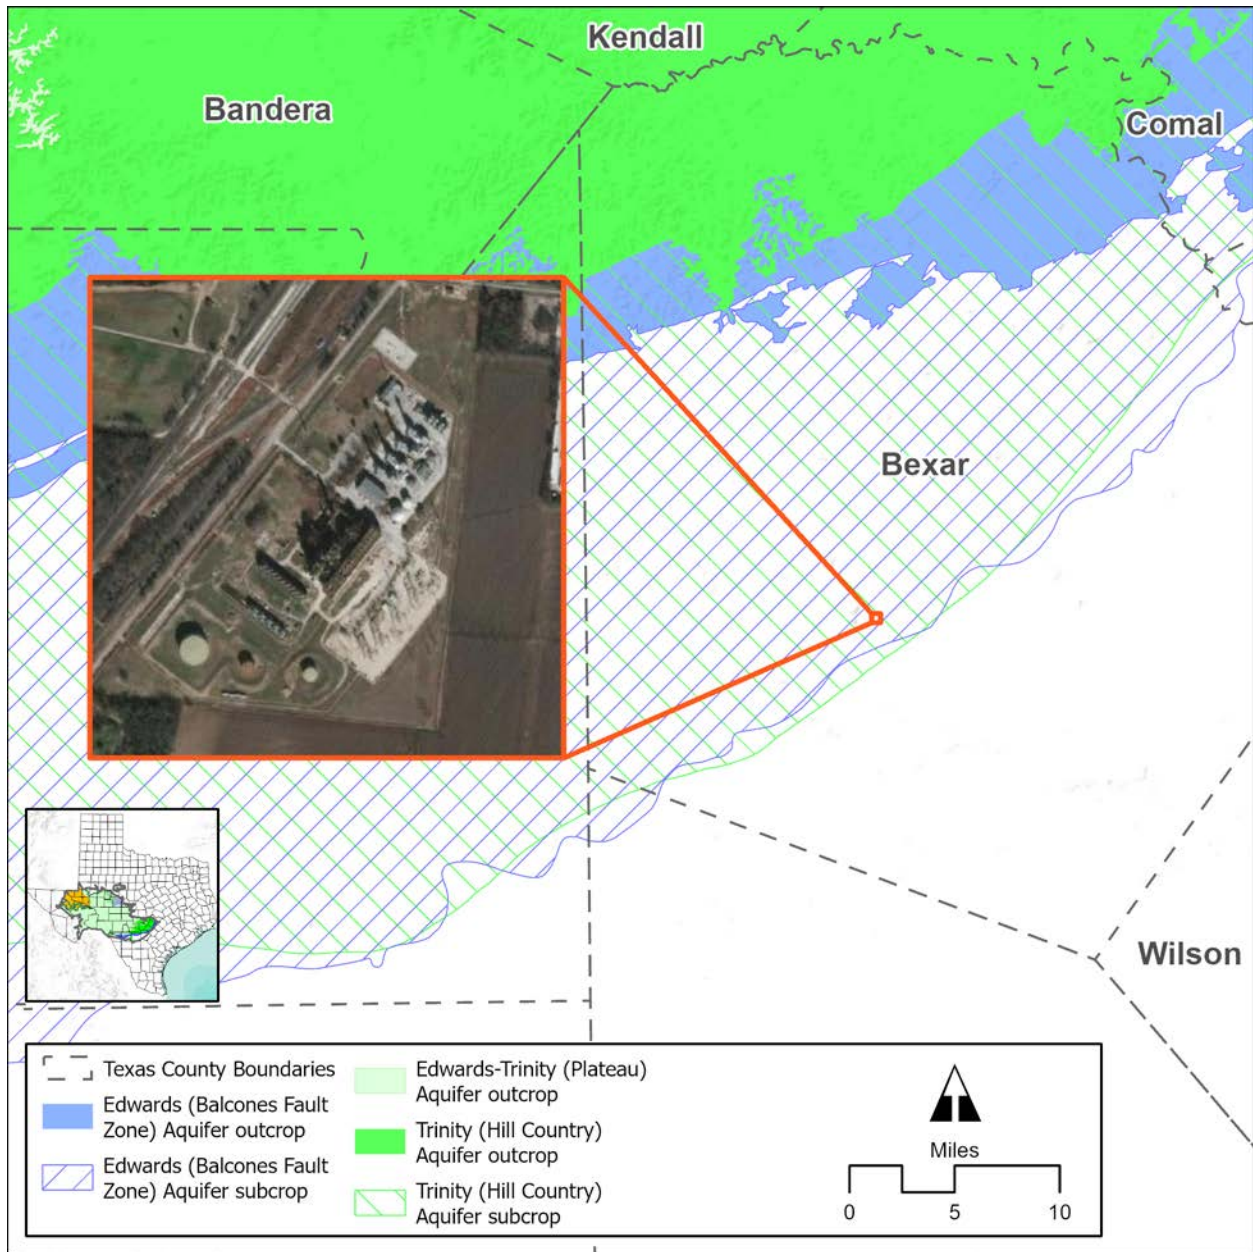 Kendall
Bandera
Comal
Bexar
Wilson
Texas County Boundaries
Edwards (Balcones Fault
Zone) Aquifer outcrop
Edwards (Balcones Fault
Zone) Aquifer subcrop
Edwards-Trinity (Plateau)
Aquifer outcrop
Trinity (Hill Country)
Aquifer outcrop
Trinity (Hill Country)
Aquifer subcrop
Miles
0 5 10